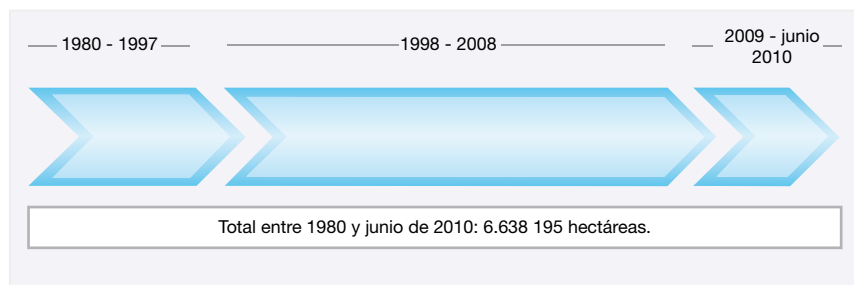 1980 - 1997
1998 - 2008
2009 - junio
2010
Total entre 1980 y junio de 2010: 6.638 195 hectáreas.